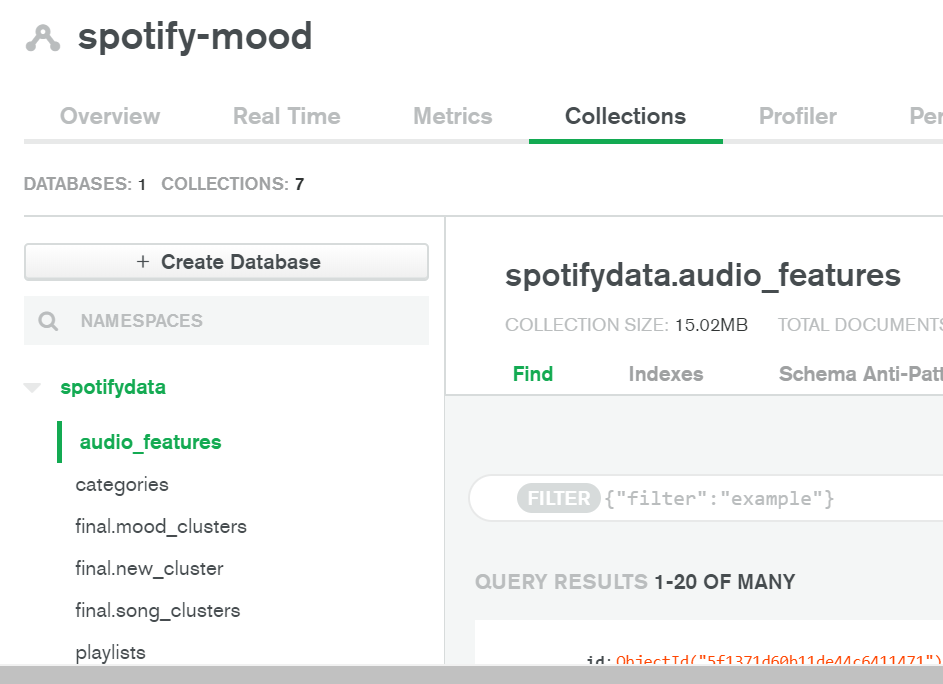 spotify-mood
Overview Real Time Metrics Collections Profiler
DATABASES: 1 COLLECTIONS: 7
+ Create Database
NAMESPACES
spotifydata
audio_features
categories
final.mood_clusters
final.new_cluster
final.song_clusters
playlists
spotifydata.audio_features
COLLECTION SIZE: 15.02MB TOTAL DOCUMENTS
Find Indexes Schema Anti-Patt
FILTER {"filter":"example"}
QUERY RESULTS 1-20 OF MANY
id: ObjectId("5f1371d60b11de44c6411471")